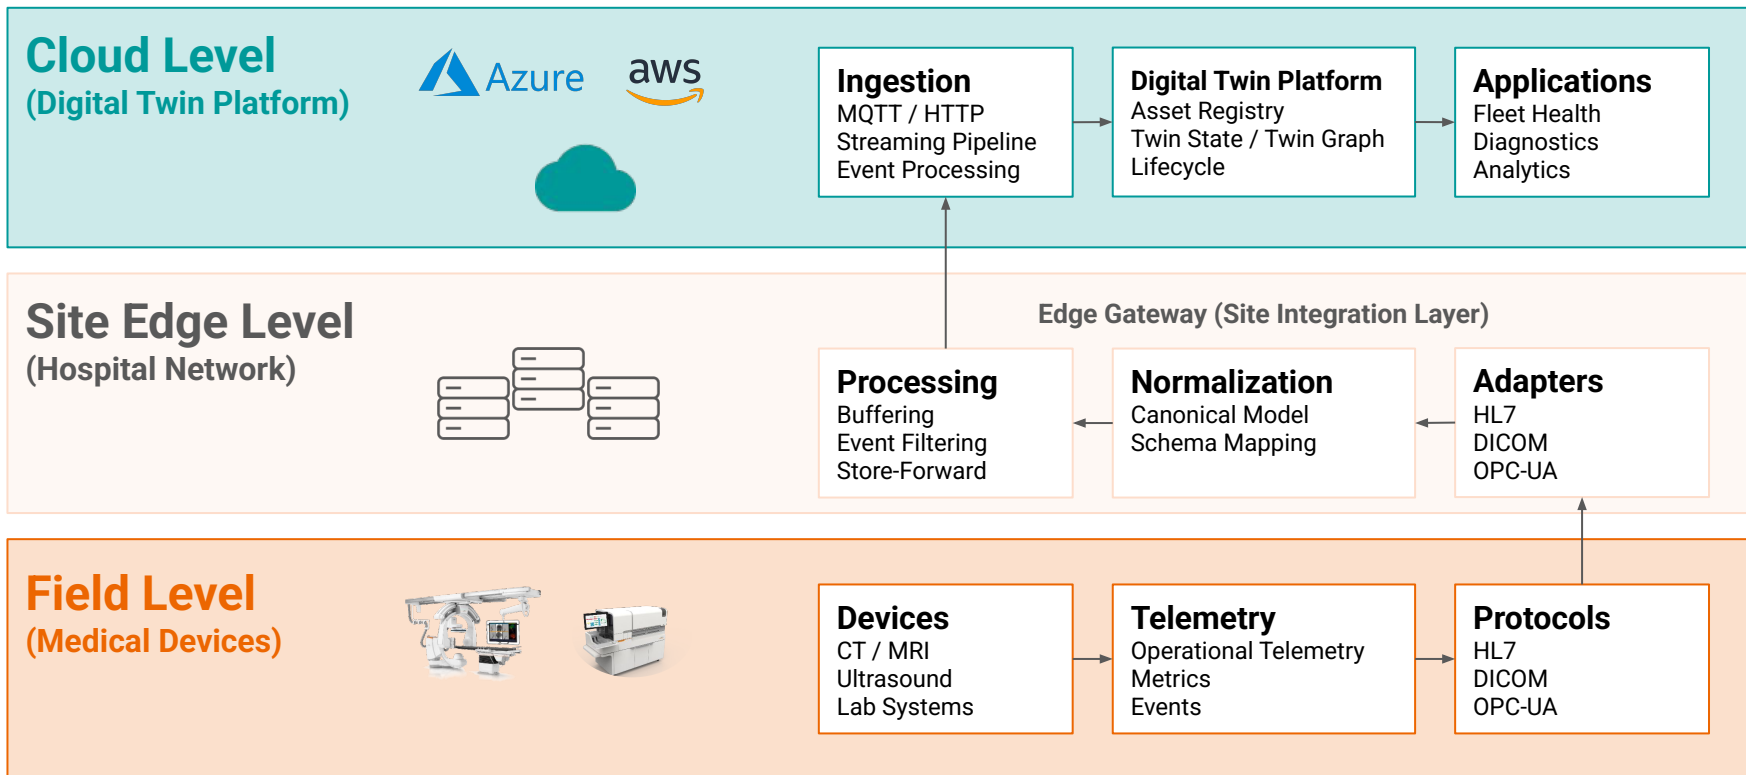 Cloud Level
(Digital Twin Platform)
Azure
aws
Ingestion
MQTT / HTTP
Streaming Pipeline
Event Processing
Digital Twin Platform
Asset Registry
Twin State / Twin Graph
Lifecycle
Applications
Fleet Health
Diagnostics
Analytics
Site Edge Level
(Hospital Network)
Edge Gateway (Site Integration Layer)
Processing
Buffering
Event Filtering
Store-Forward
Normalization
Canonical Model
Schema Mapping
Adapters
HL7
DICOM
OPC-UA
Field Level
(Medical Devices)
Devices
CT / MRI
Ultrasound
Lab Systems
Telemetry
Operational Telemetry
Metrics
Events
Protocols
HL7
DICOM
OPC-UA